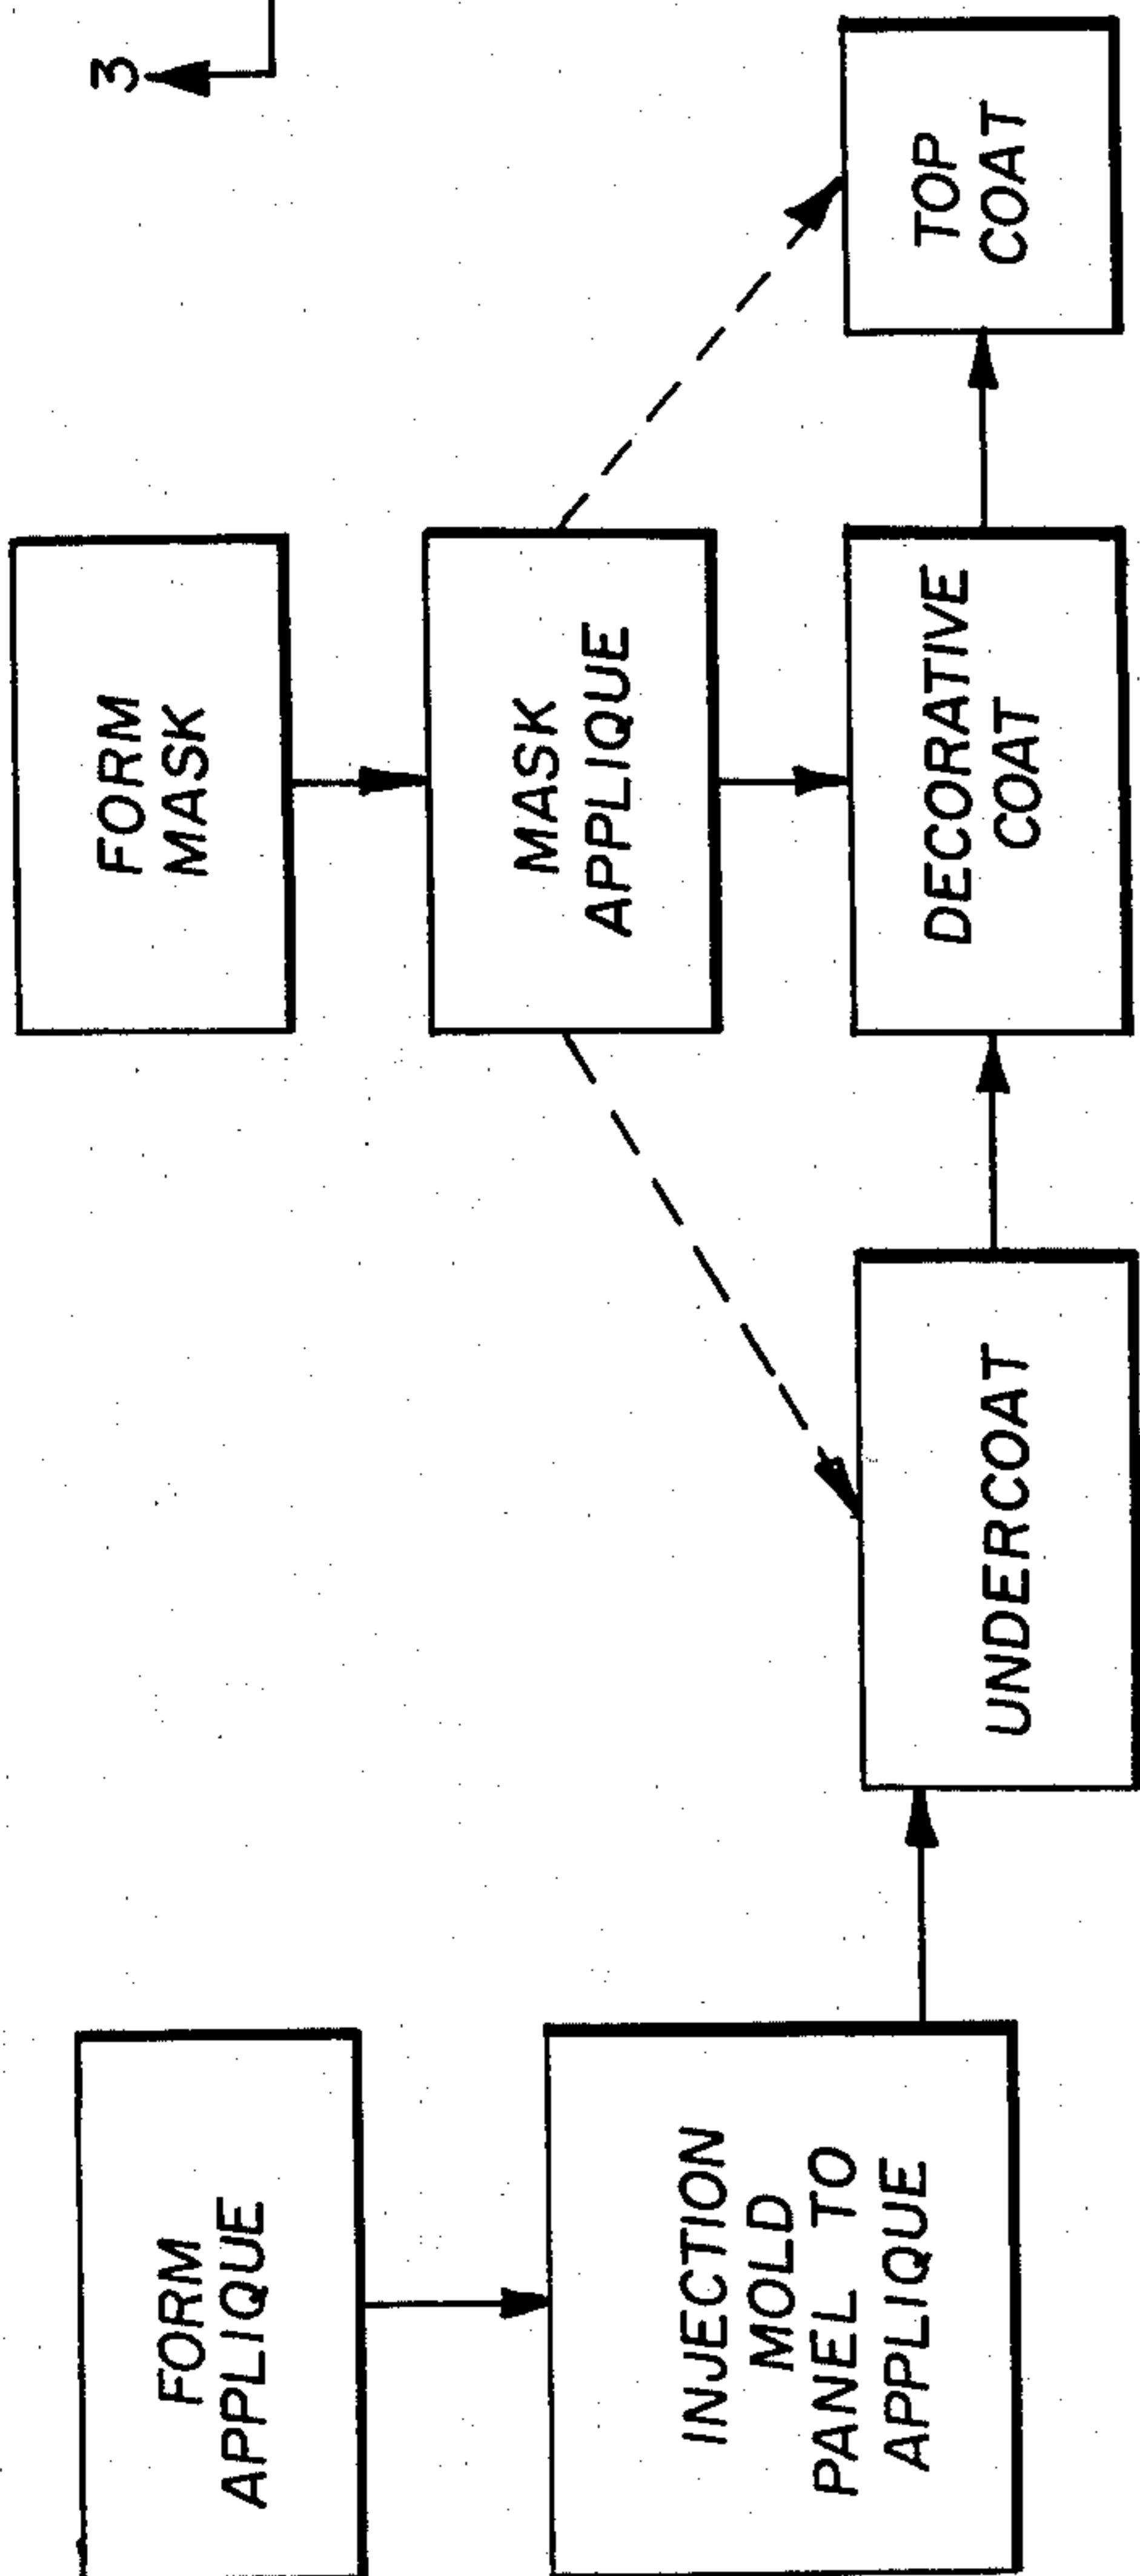 FORM
APPLIQUE
INJECTION
MOLD
PANEL TO
APPLIQUE
UNDERCOAT
FORM
MASK
MASK
APPLIQUE
DECORATIVE
COAT
TOP
COAT
3